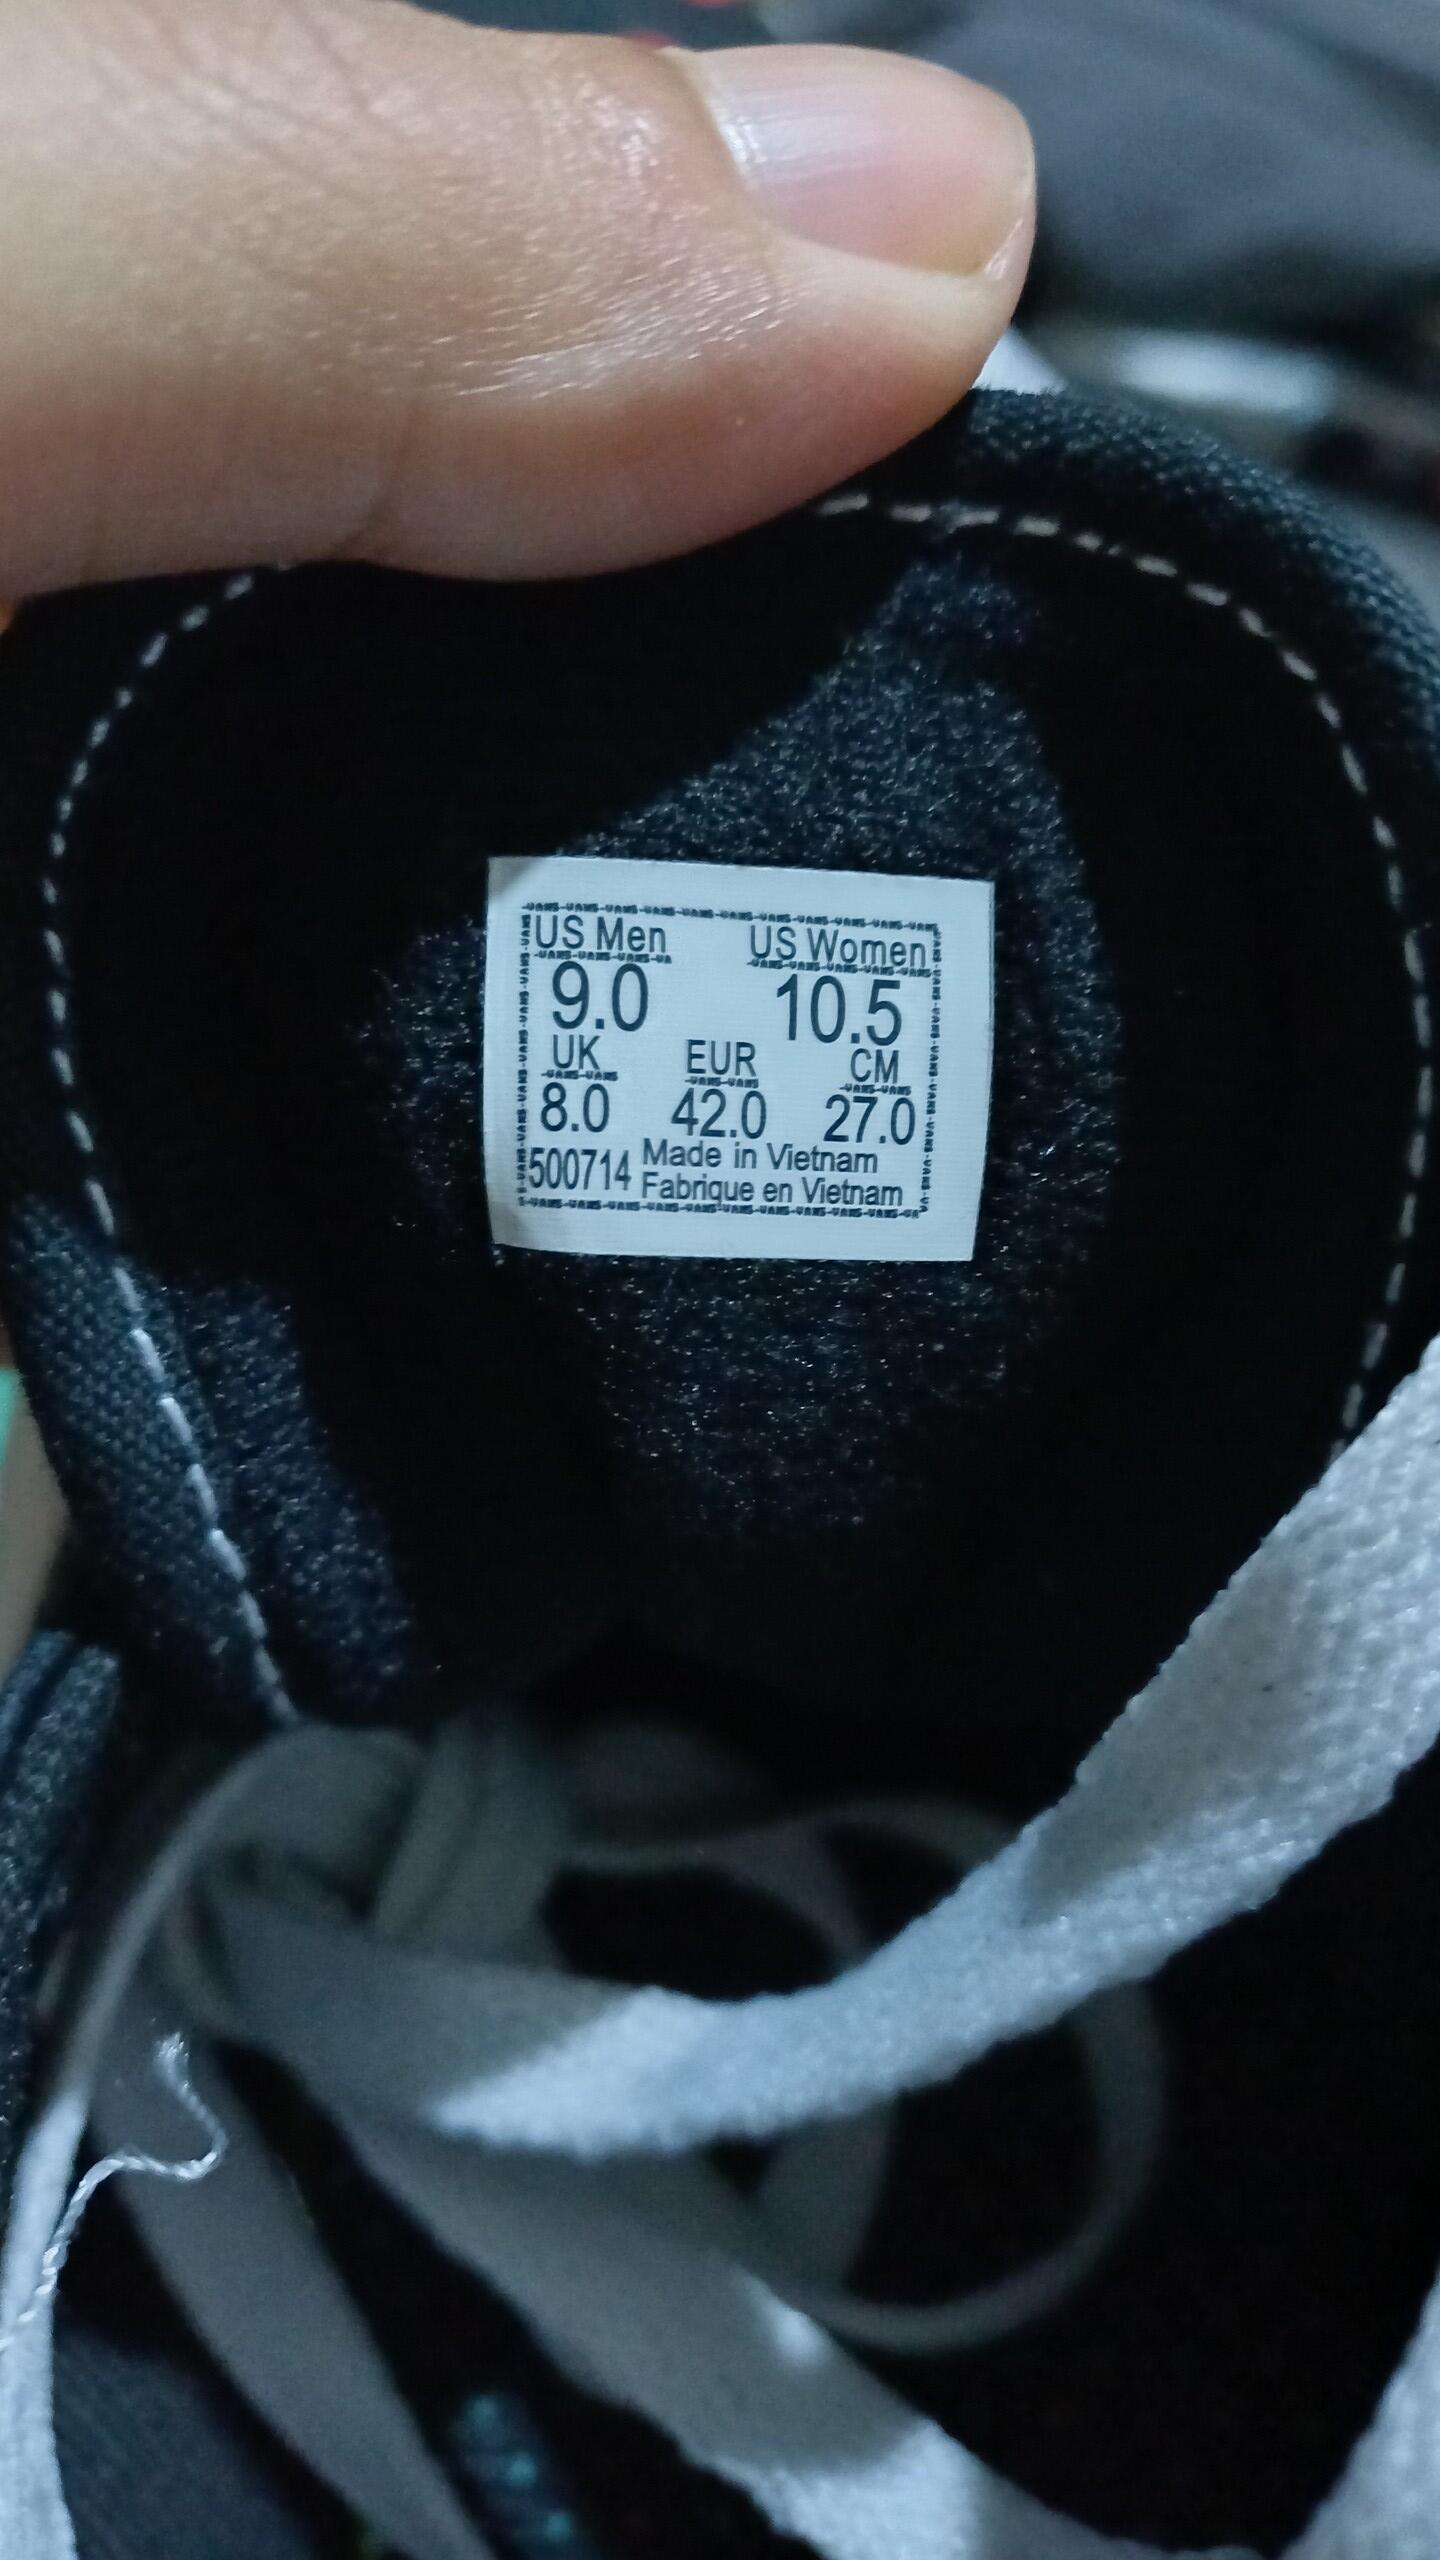 US Men US Women
9.0 10.5
UK EUR CM
8.0 42.0 27.0
500714 Made in Vietnam
Fabrique en Vietnam